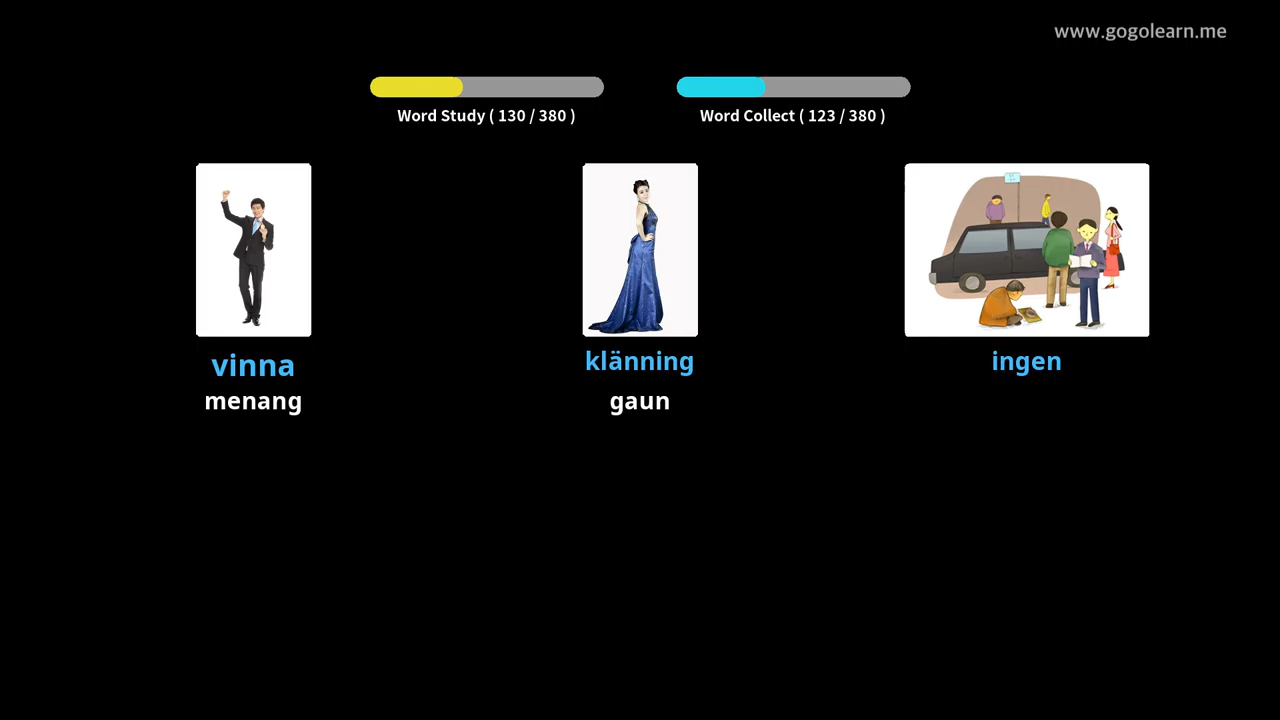 www.gogolearn.me
Word Study ( 130 / 380 )
Word Collect ( 123 / 380 )
vinna
menang
klänning
gaun
ingen